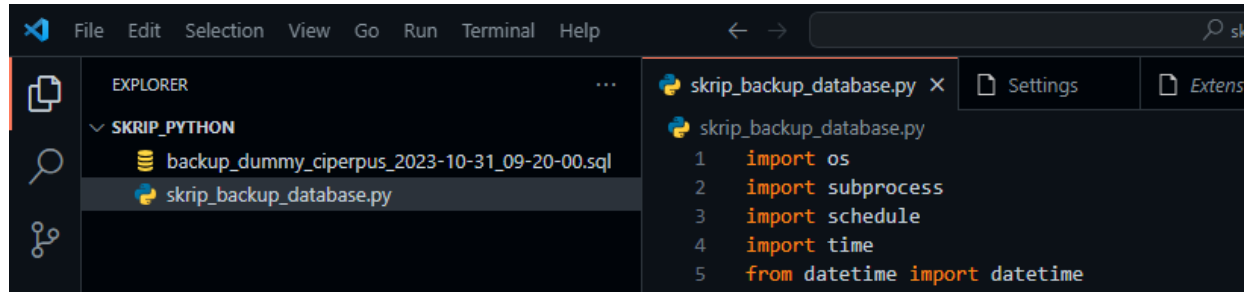 File Edit Selection View Go Run Terminal Help
EXPLORER
SKRIP_PYTHON
backup_dummy_ciperpus_2023-10-31_09-20-00.sql
skrip_backup_database.py
skrip_backup_database.py Settings
skrip_backup_database.py
1 import os
2 import subprocess
3 import schedule
4 import time
5 from datetime import datetime